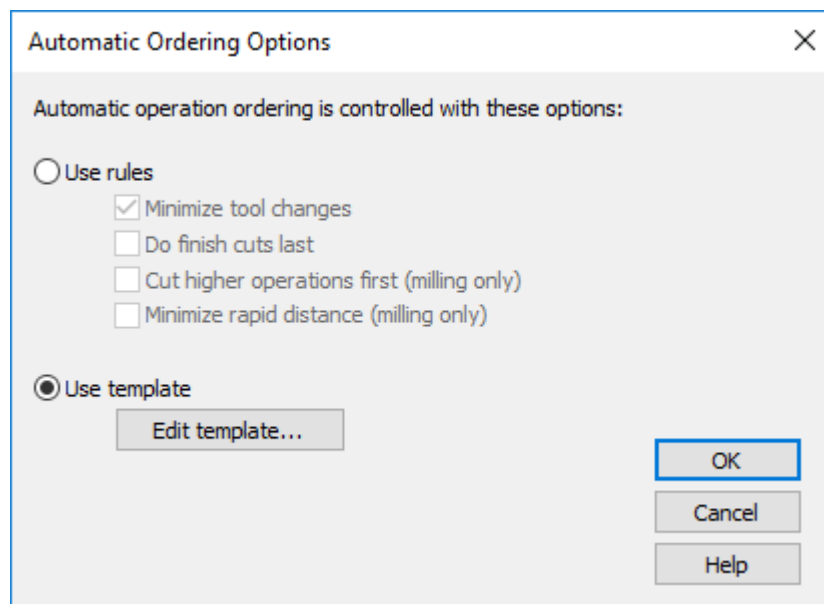 Automatic Ordering Options
Automatic operation ordering is controlled with these options:
Use rules
Minimize tool changes
Do finish cuts last
Cut higher operations first (milling only)
Minimize rapid distance (milling only)
Use template
Edit template...
OK
Cancel
Help